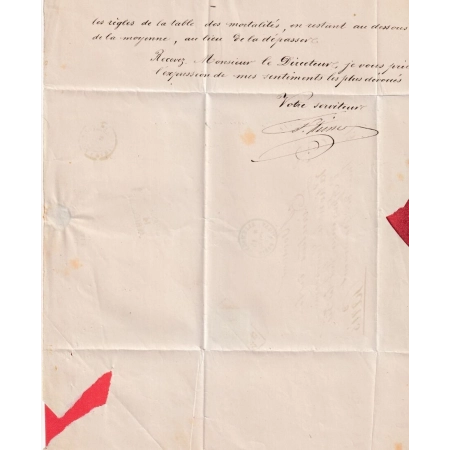 les règles de la table des mortalités, en restant au dessous
de la moyenne, au lieu de la dépasser.
Recevez Monsieur le Directeur, je vous prie
l'expression de mes sentiments les plus dévoués
Votre serviteur